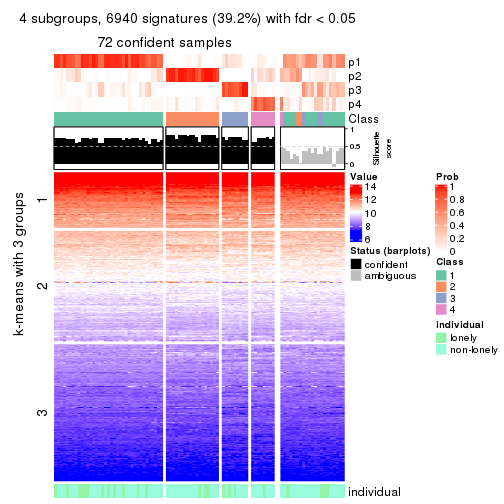 4 subgroups, 6940 signatures (39.2%) with fdr < 0.05
72 confident samples
p1
p2
p3
p4
Class
1
0.5
0
Silhouette
score
k-means with 3 groups
1
2
3
individual
Value
14
12
10
8
6
Status (barplots)
confident
ambiguous
Prob
1
0.8
0.6
0.4
0.2
0
Class
1
2
3
4
individual
lonely
non-lonely